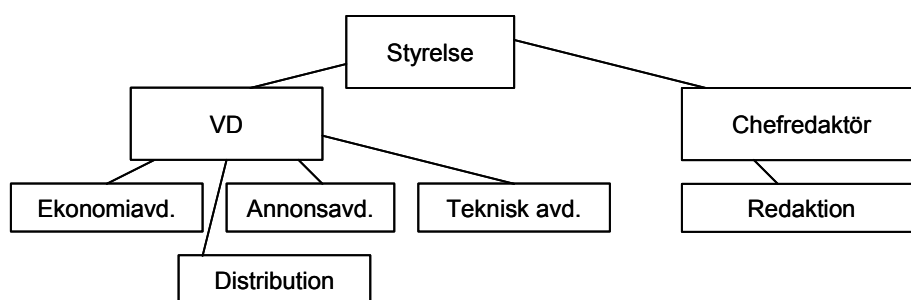 Styrelse
VD
Chefredaktör
Ekonomiavd.
Annonsavd.
Teknisk avd.
Redaktion
Distribution